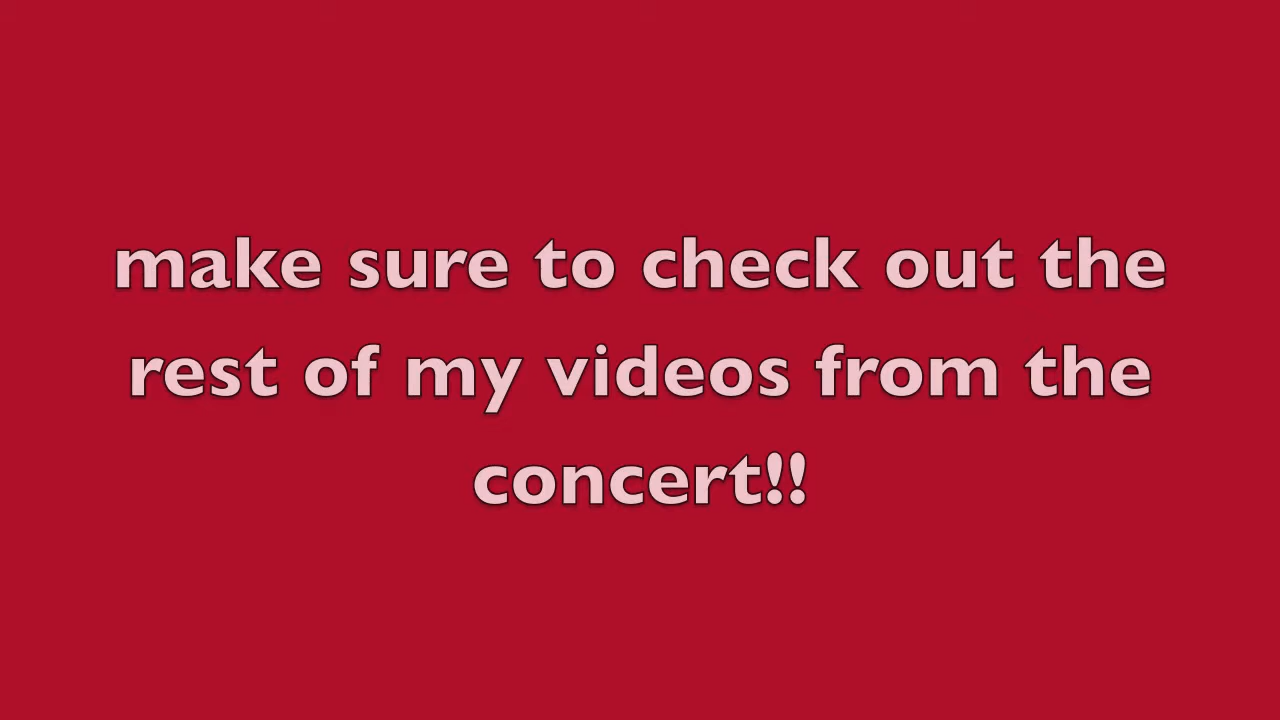 make sure to check out the
rest of my videos from the
concert!!